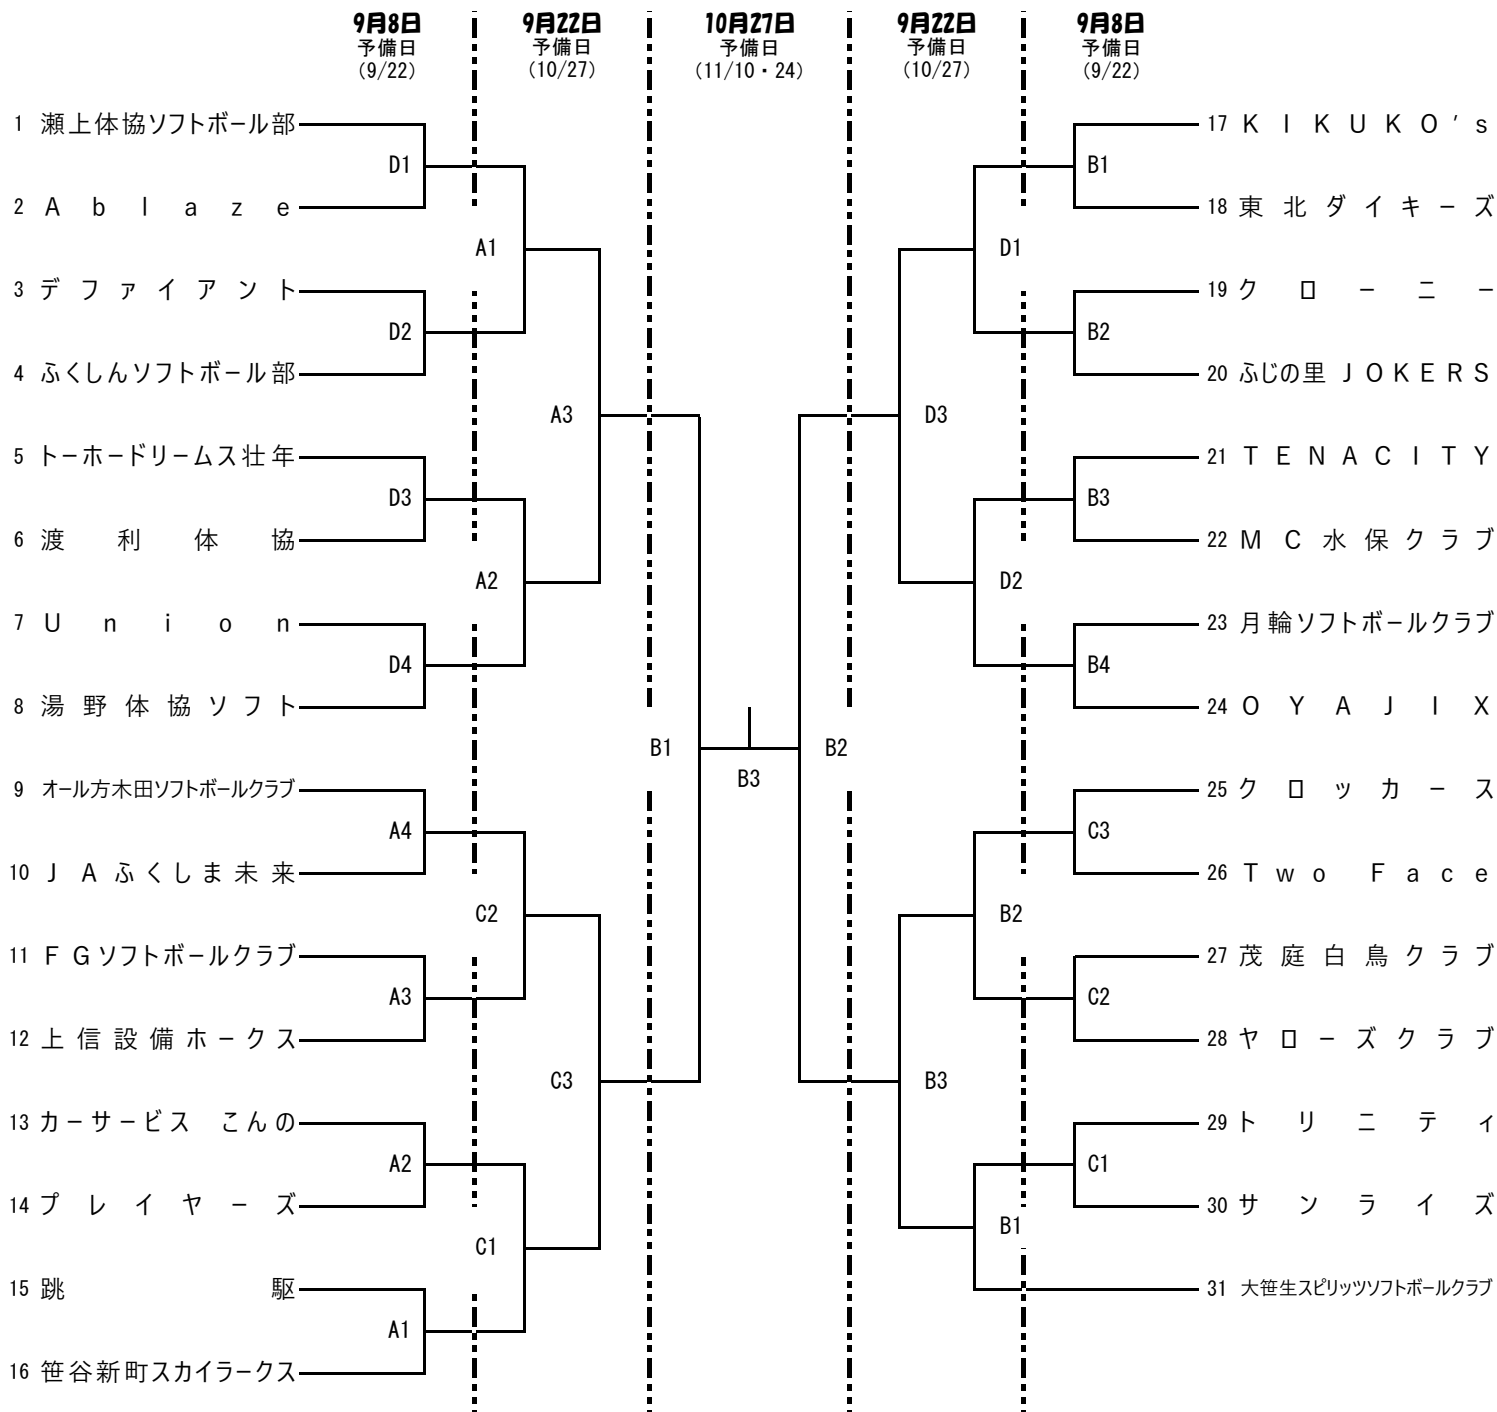 9月8日 9月22日 10月27日 9月22日 9月8日
予備日 予備日 予備日 予備日 予備日
(9/22) (10/27) (11/10・24) (10/27) (9/22)
1 瀬上体協ソフトボール部 17 KIKUKO's
D1 B1
2 Ablaze 18 東北ダイキーズ
A1 D1
3 デファイアント 19 クローニー
D2 B2
4 ふくしんソフトボール部 20 ふじの里 JOKERS
A3 D3
5 トーホードリームス壮年 21 TENACITY
D3 B3
6 渡利体協 22 MC水保クラブ
A2 D2
7 Union 23 月輪ソフトボールクラブ
D4 B4
8 湯野体協ソフト 24 OYAJIX
B1 B2
B3
9 オール方木田ソフトボールクラブ 25 クロッカース
A4 C3
10 JAふくしま未来 26 Two Face
C2 B2
11 FGソフトボールクラブ 27 茂庭白鳥クラブ
A3 C2
12 上信設備ホークス 28 ヤローズクラブ
C3 B3
13 カーサービス こんの 29 トリニティ
A2 C1
14 プレイヤーズ 30 サンライズ
C1 B1
15 跳駆 31 大笹生スピリッツソフトボールクラブ
A1
16 笹谷新町スカイラークス